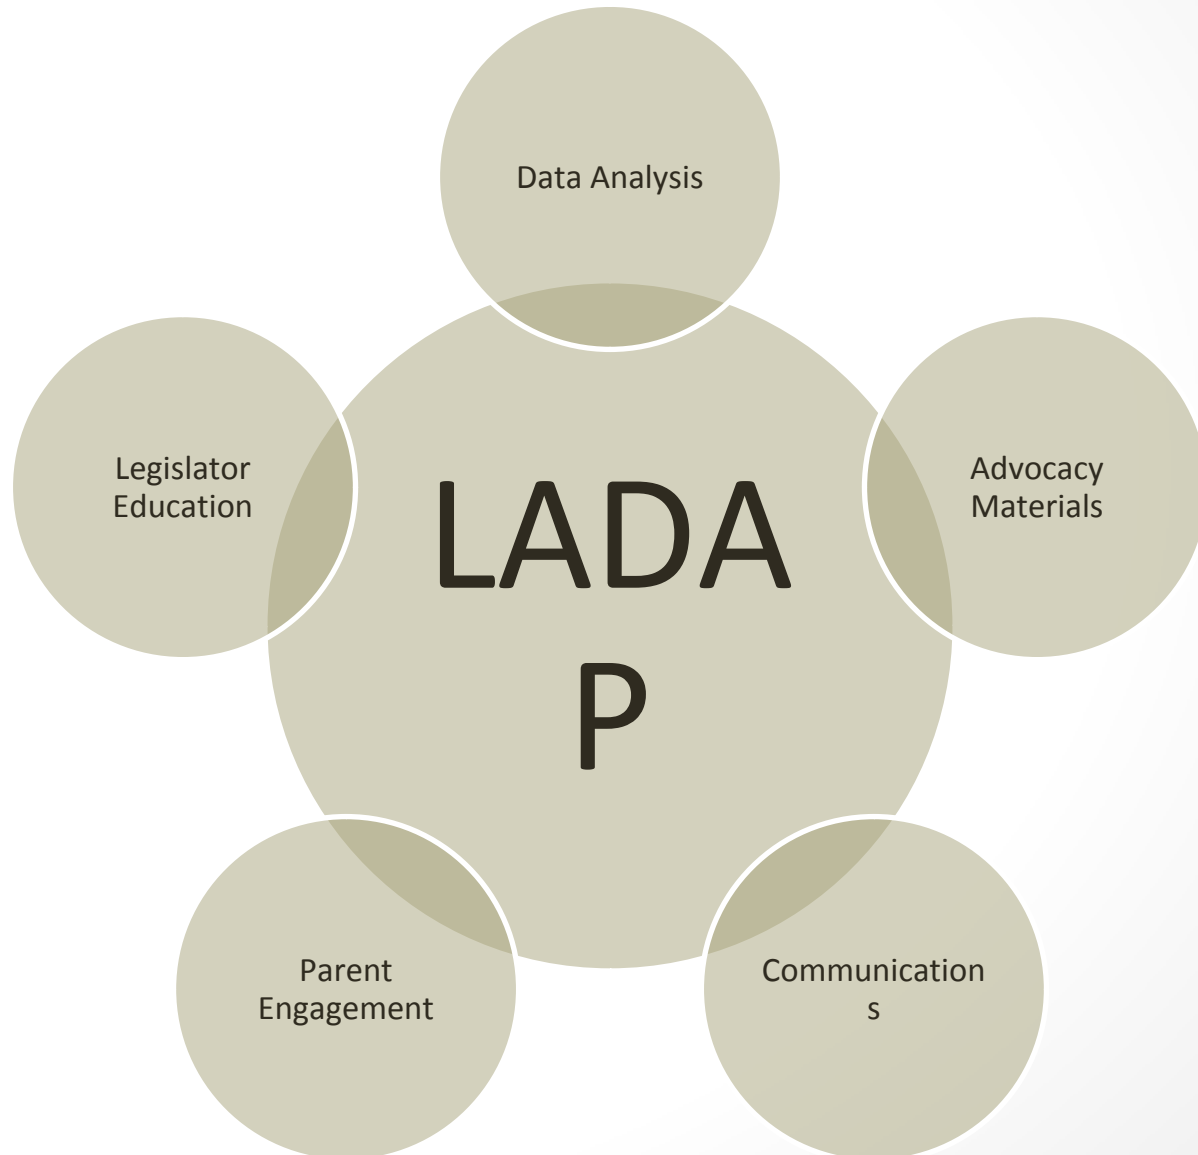 Data Analysis
Legislator
Education
Advocacy
Materials
LADA
P
Parent
Engagement
Communication
s